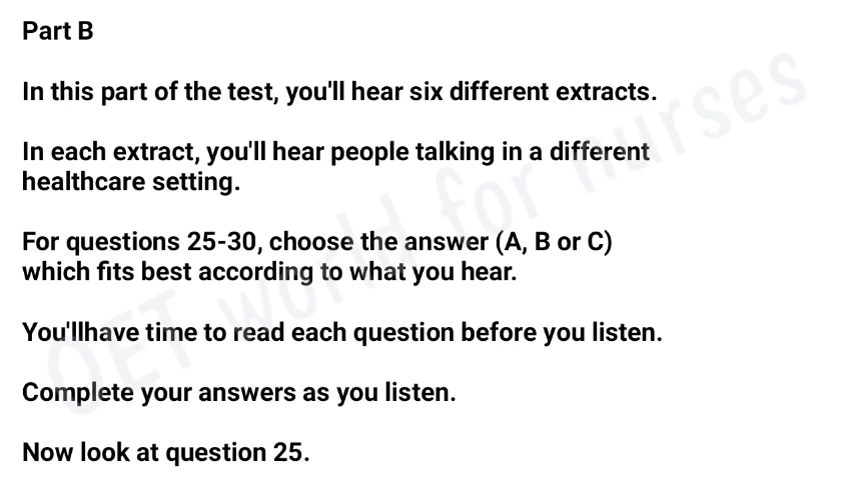 Part B
In this part of the test, you'll hear six different extracts.
In each extract, you'll hear people talking in a different
healthcare setting.
For questions 25-30, choose the answer (A, B or C)
which fits best according to what you hear.
You'llhave time to read each question before you listen.
Complete your answers as you listen.
Now look at question 25.
OET world for nurses